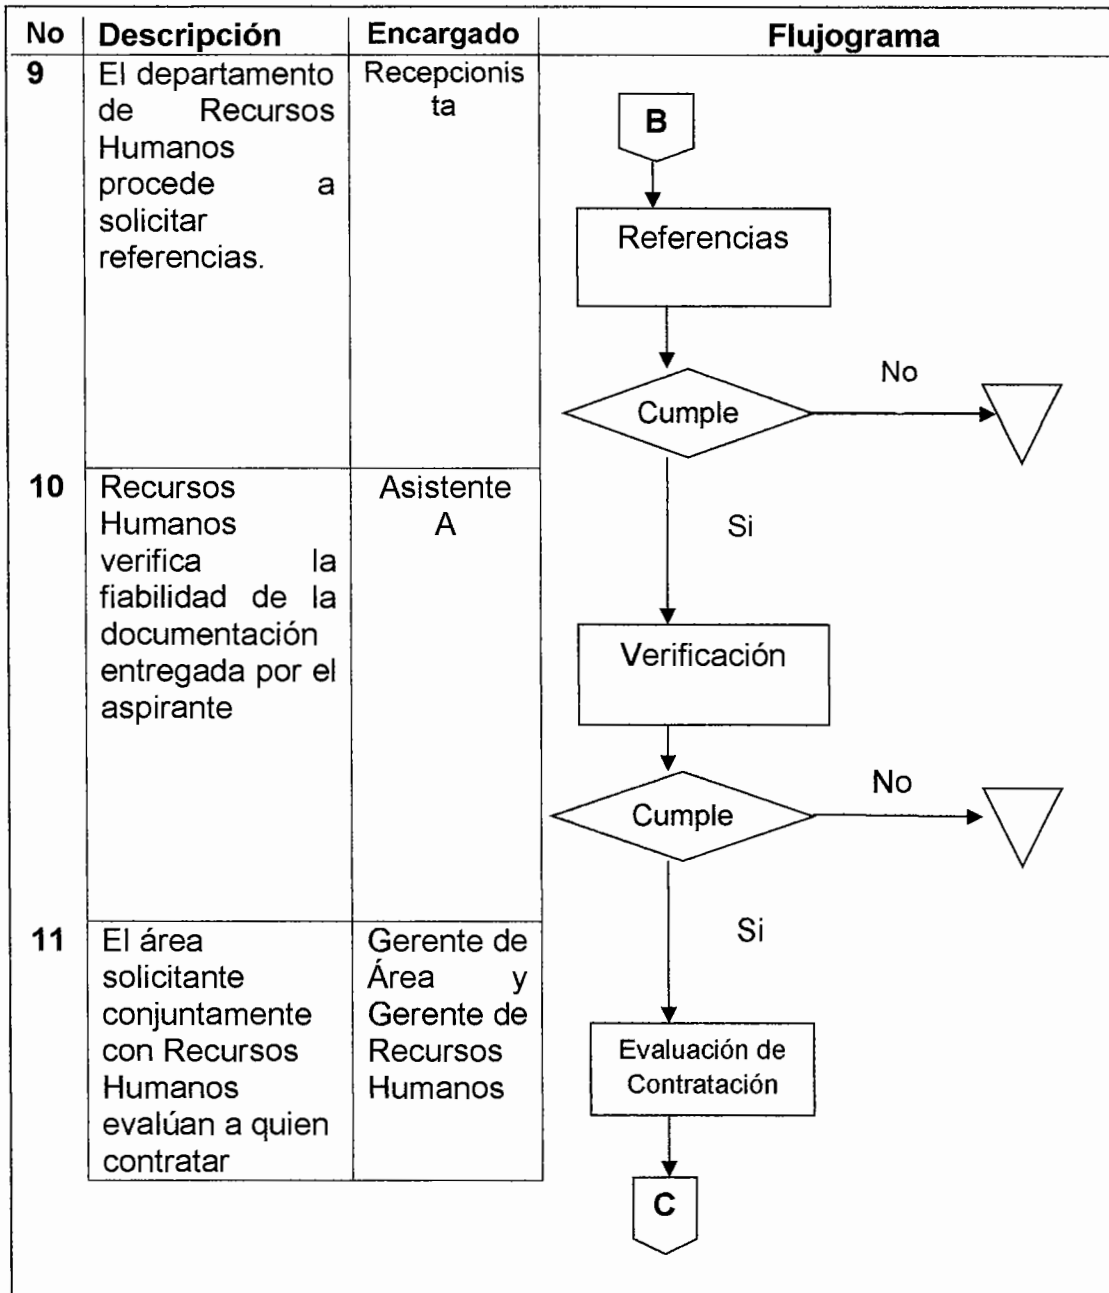 No Descripción Encargado Flujograma
9
El departamento
de Recursos
Humanos
procede a
solicitar
referencias.
Recepcionis
ta
B
Referencias
Cumple
No
Si
10
Recursos
Humanos
verifica la
fiabilidad de la
documentación
entregada por el
aspirante
Asistente
A
Verificación
Cumple
No
Si
11
El área
solicitante
conjuntamente
con Recursos
Humanos
evalúan a quien
contratar
Gerente de
Área y
Gerente de
Recursos
Humanos
Evaluación de
Contratación
C